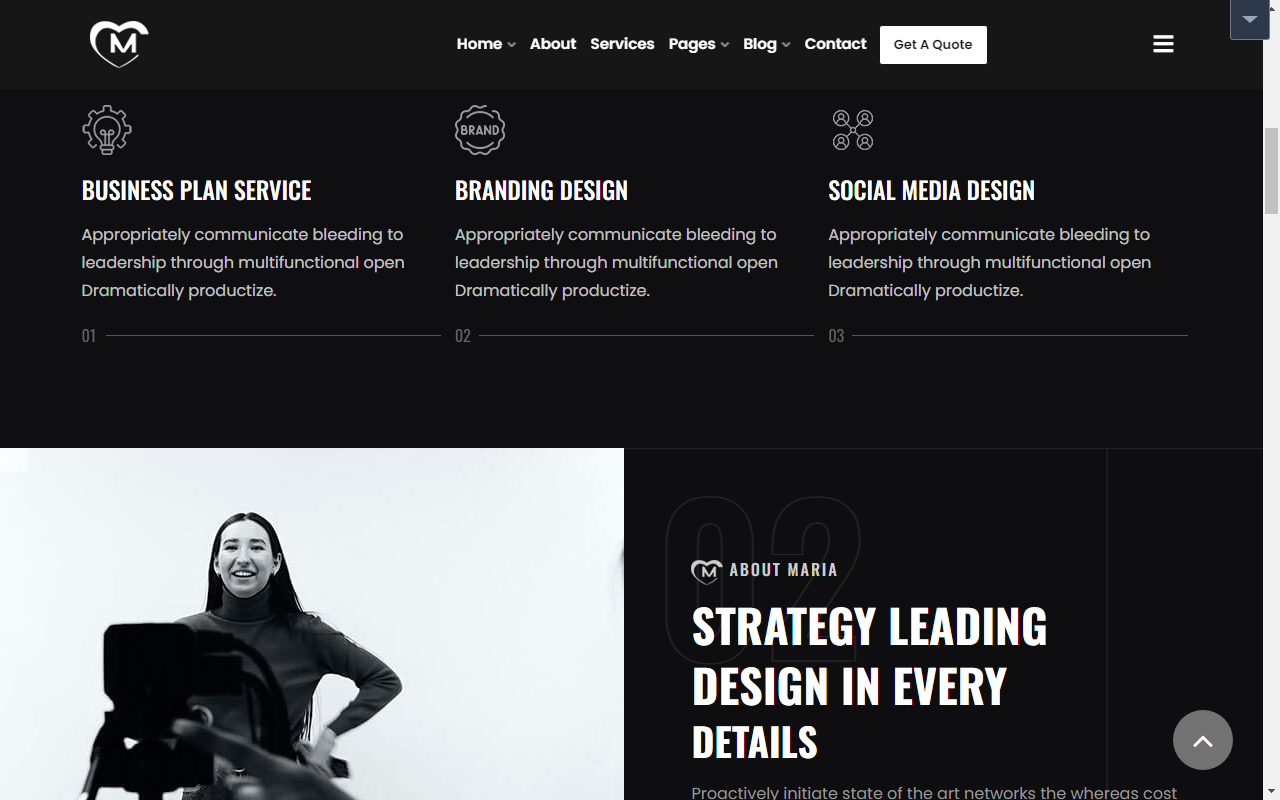 M
Home About Services Pages Blog Contact Get A Quote
BRAND
BUSINESS PLAN SERVICE
Appropriately communicate bleeding to
leadership through multifunctional open
Dramatically productize.
01
BRANDING DESIGN
Appropriately communicate bleeding to
leadership through multifunctional open
Dramatically productize.
02
SOCIAL MEDIA DESIGN
Appropriately communicate bleeding to
leadership through multifunctional open
Dramatically productize.
03
02
M ABOUT MARIA
STRATEGY LEADING
DESIGN IN EVERY
DETAILS
Proactively initiate state of the art networks the whereas cost